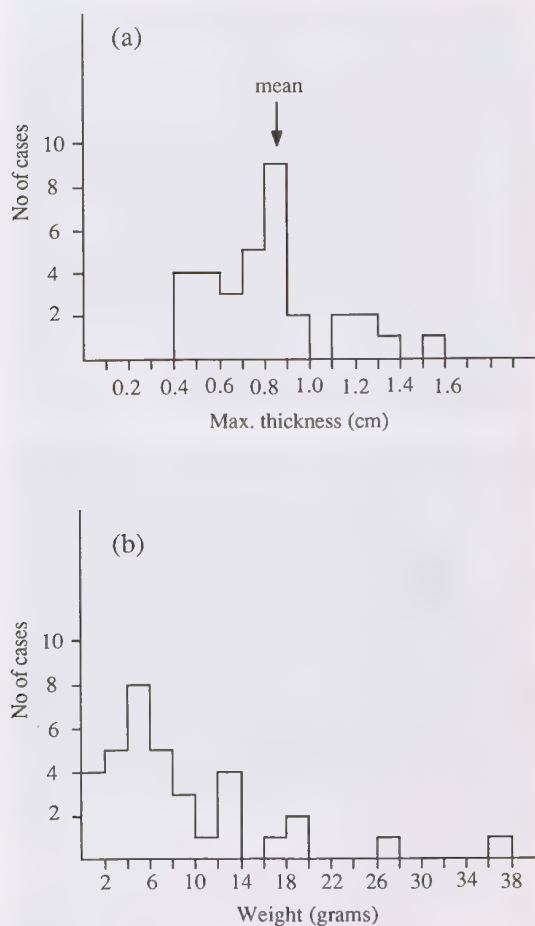 (a)
mean
No of cases
10
8
6
4
2
0.2 0.4 0.6 0.8 1.0 1.2 1.4 1.6
Max. thickness (cm)
(b)
No of cases
10
8
6
4
2
2 6 10 14 18 22 26 30 34 38
Weight (grams)